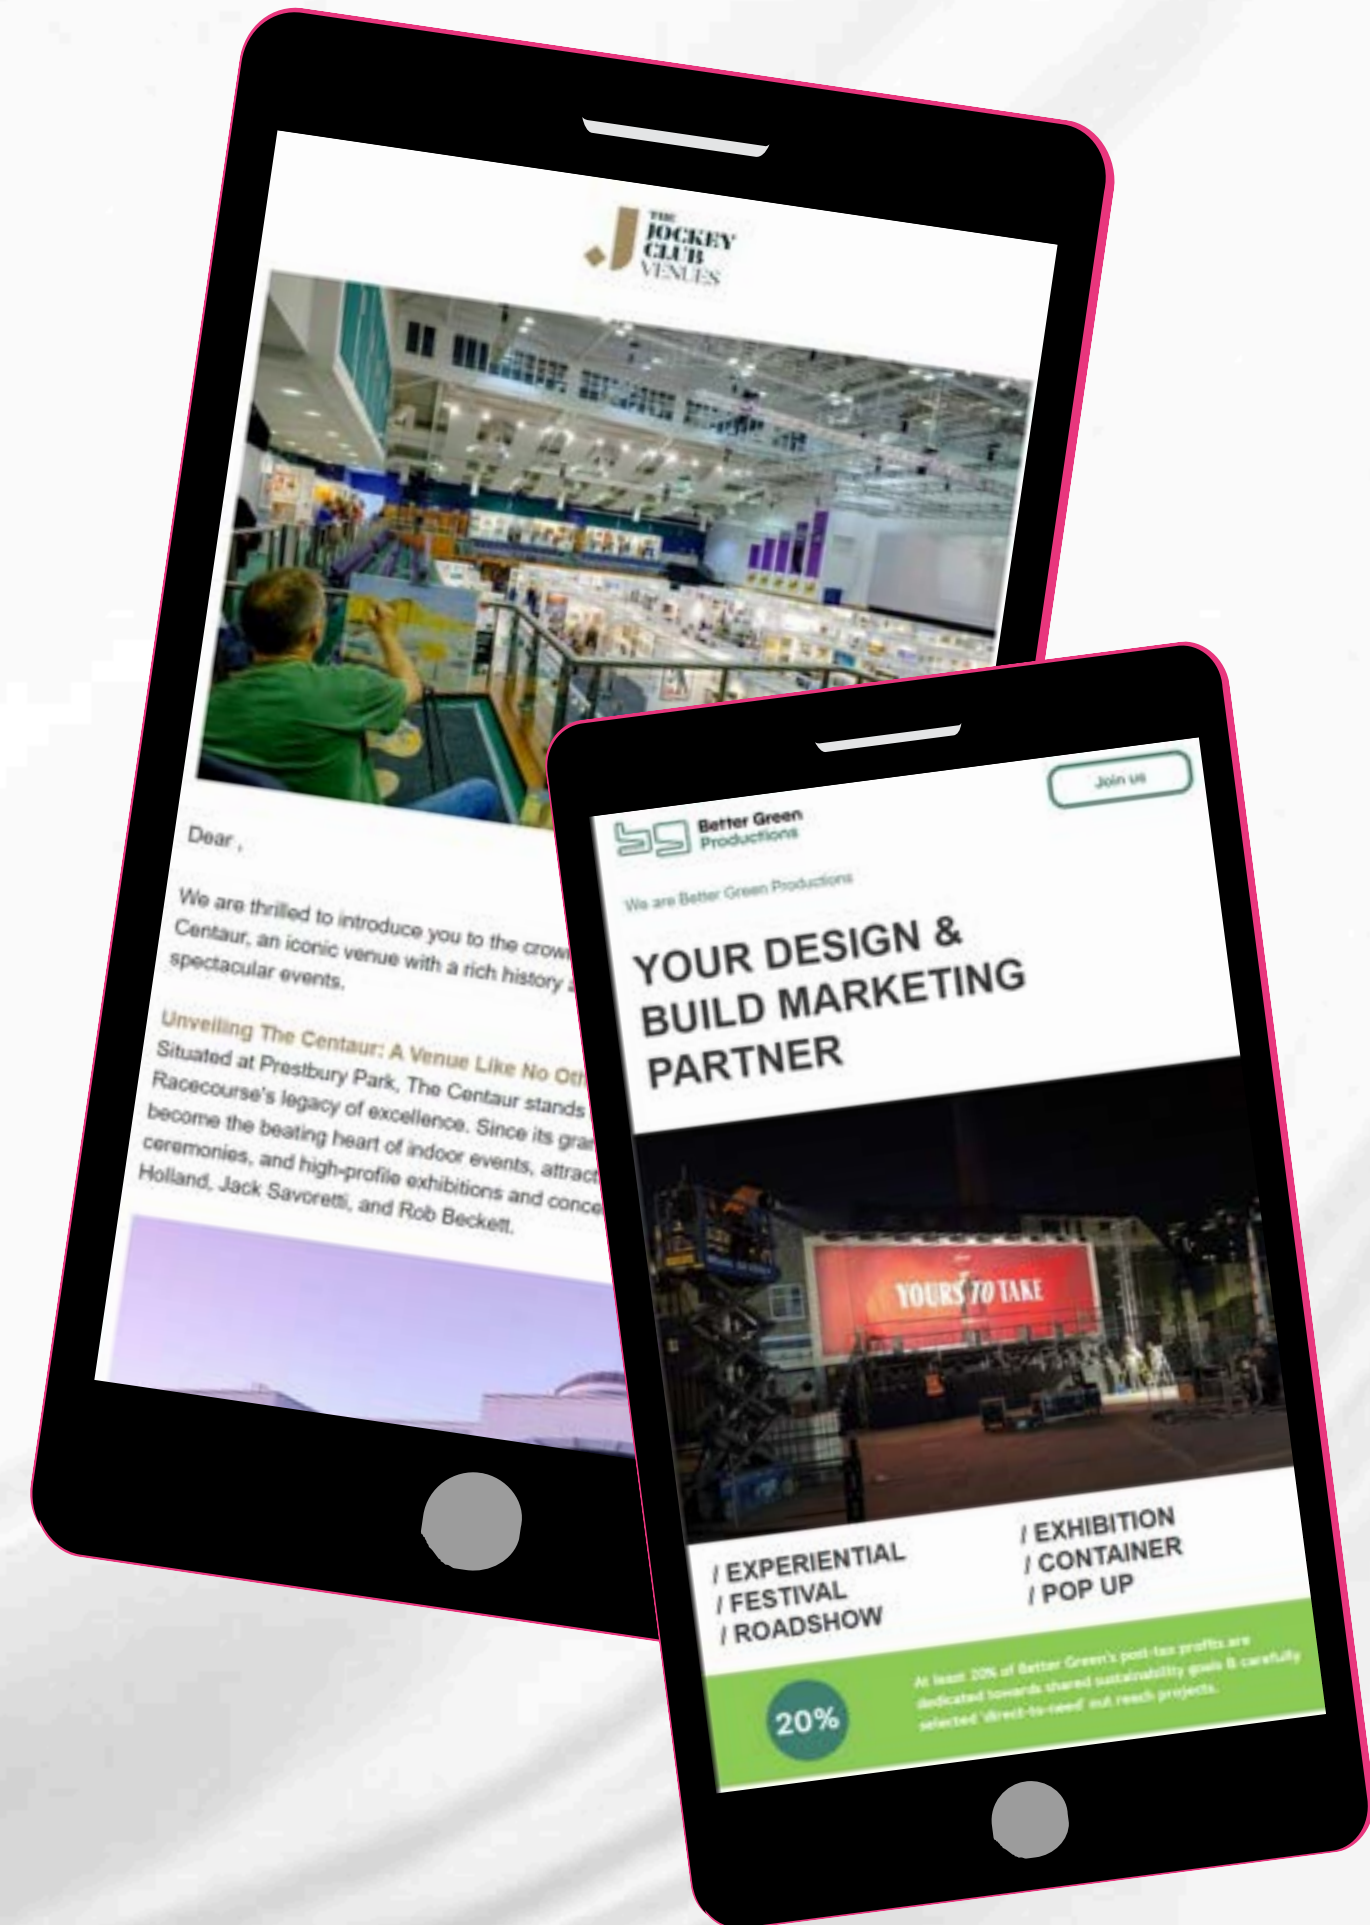 THE
JOCKEY
CLUB
VENUES
Dear ,
We are thrilled to introduce you to the
Centaur, an iconic venue with a rich history
spectacular events.
Unveiling The Centaur: A Venue Like No
Situated at Prestbury Park, The Centaur stands
Racecourse's legacy of excellence. Since its
become the beating heart of indoor events,
ceremonies, and high-profile exhibitions and
Holland, Jack Savoretti, and Rob Beckett.
Join us
bg Better Green
Productions
We are Better Green Productions
YOUR DESIGN &
BUILD MARKETING
PARTNER
YOURS TO TAKE
/ EXPERIENTIAL
/ FESTIVAL
/ ROADSHOW
/ EXHIBITION
/ CONTAINER
/ POP UP
20%
At least 20% of Better Green's post-tax profits are
dedicated towards shared sustainability goals & carefully
selected 'direct-to-need' out reach projects.